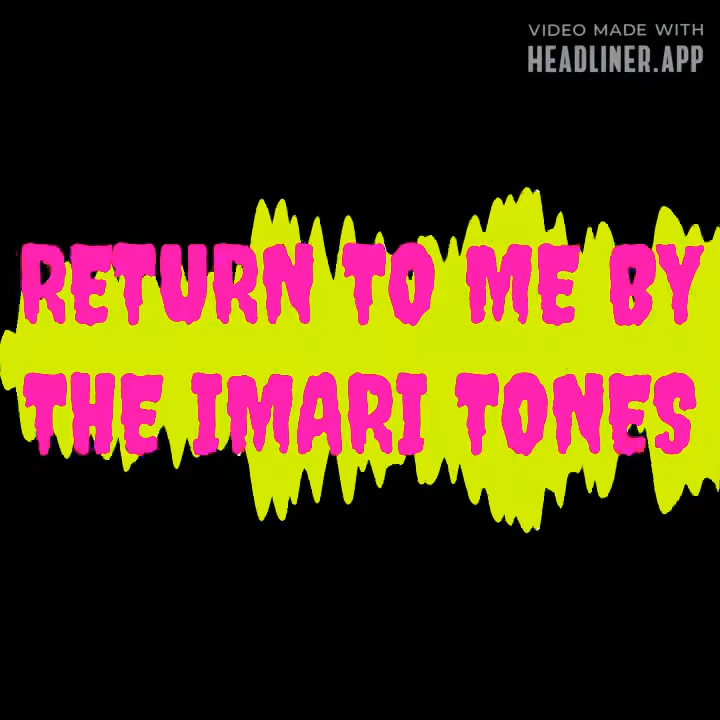 VIDEO MADE WITH
HEADLINER.APP
RETURN TO ME BY
THE IMARI TONES